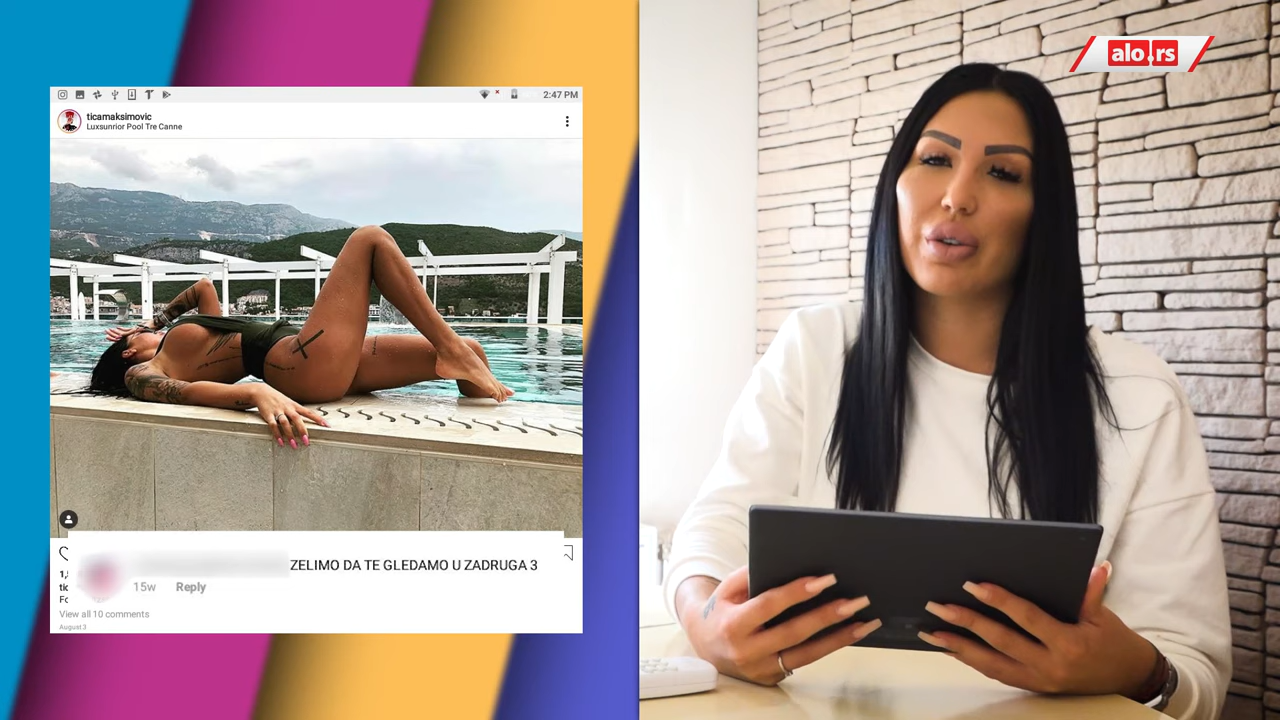 2:47 PM
ticamaksimovic
Luxsunrior Pool Tre Canne
ZELIMO DA TE GLEDAMO U ZADRUGA 3
15w Reply
View all 10 comments
August 3
alo.rs